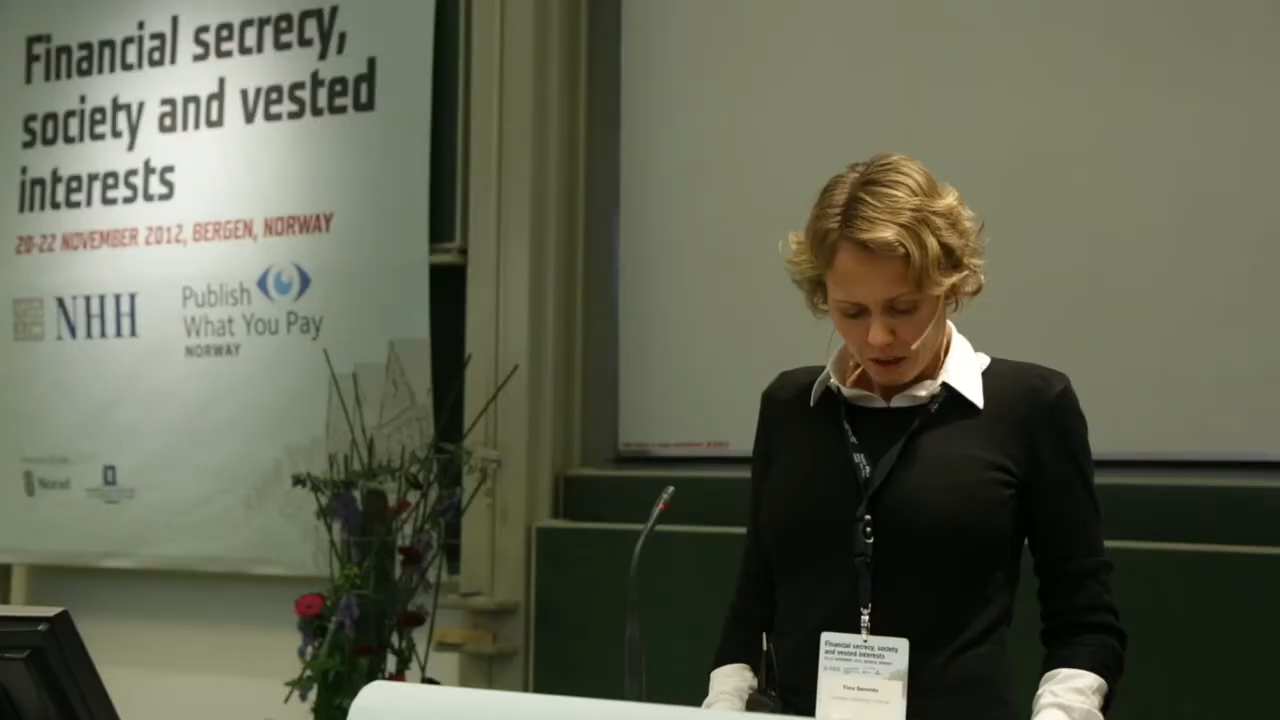 Financial secrecy,
society and vested
interests
20-22 NOVEMBER 2012, BERGEN, NORWAY
NHH
Publish
What You Pay
NORWAY
Norad
Financial secrecy, society
and vested interests